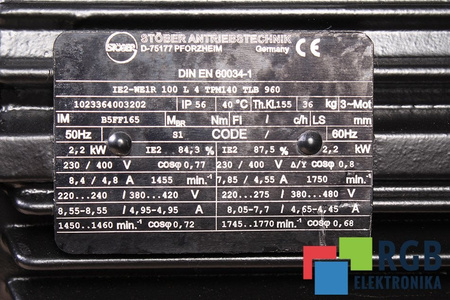 STÖBER
STÖBER ANTRIEBSTECHNIK
D-75177 PFORZHEIM Germany CE
DIN EN 60034-1
IE2-WE1R 100 L 4 TPM140 TLB 960
1023364003202 IP 56 40 °C Th.Kl.155 36 kg 3~Mot
IM B5FF165 MBR / Nm Fl / c/h LS mm
50Hz S1 CODE / 60Hz
2,2 kW IE2 84,3 % IE2 87,5 % 2,2 kW
230 / 400 V cosφ 0,77 230 / 400 V Δ/Y cosφ 0,8
8,4 / 4,8 A 1455 min.⁻¹ 7,85 / 4,55 A 1750 min.⁻¹
220...240 / 380...420 V 220...275 / 380...480 V
8,55-8,55 / 4,95-4,95 A 8,05-7,7 / 4,65-4,45 A
1450...1460 min.⁻¹ cosφ 0,72 1745...1770 min.⁻¹ cosφ 0,68
RGB
ELEKTRONIKA